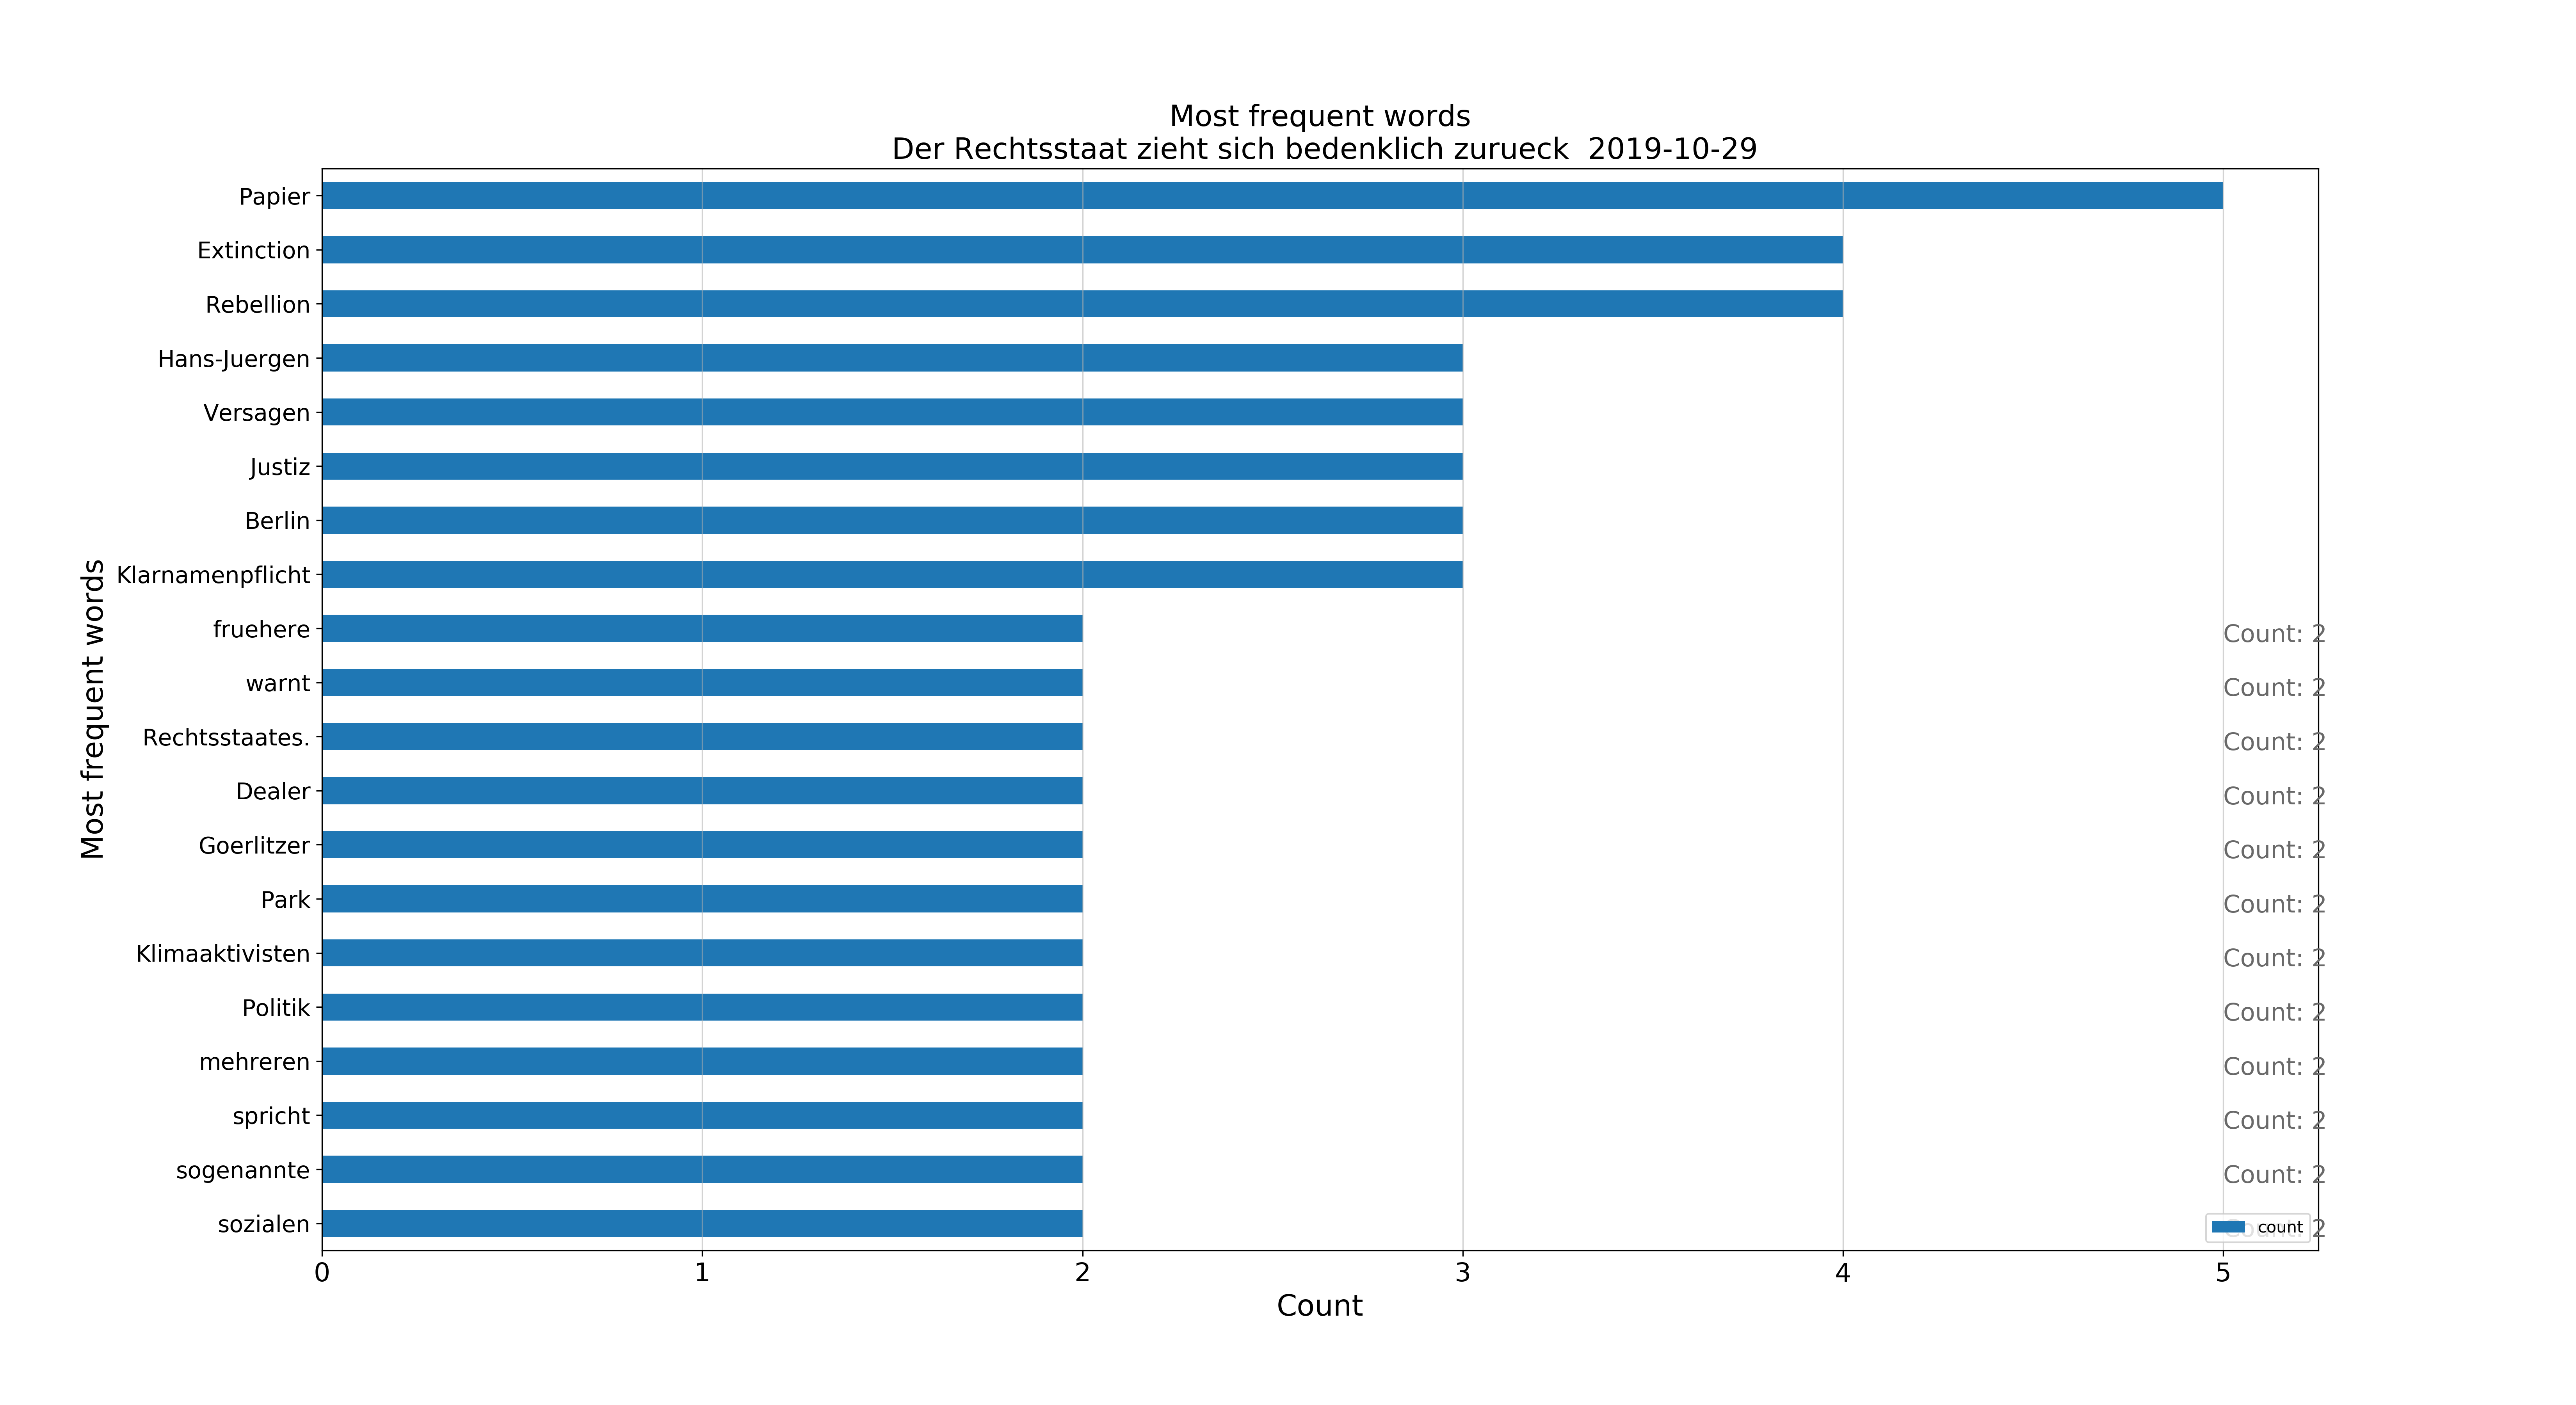 Most frequent words
Der Rechtsstaat zieht sich bedenklich zurueck  2019-10-29
Most frequent words
Papier
Extinction
Rebellion
Hans-Juergen
Versagen
Justiz
Berlin
Klarnamenpflicht
fruehere Count: 2
warnt Count: 2
Rechtsstaates. Count: 2
Dealer Count: 2
Goerlitzer Count: 2
Park Count: 2
Klimaaktivisten Count: 2
Politik Count: 2
mehreren Count: 2
spricht Count: 2
sogenannte Count: 2
sozialen Count: 2
count
0 1 2 3 4 5
Count